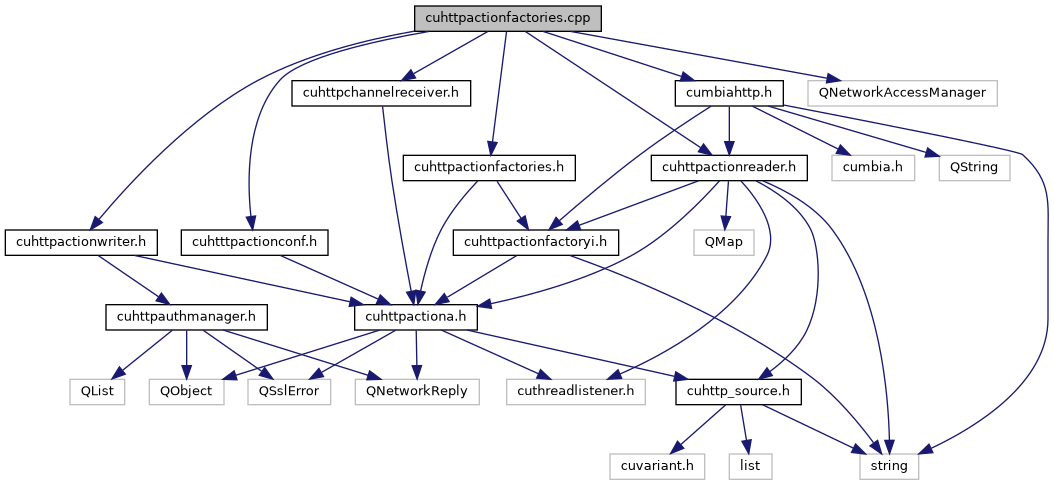 cuhttpactionfactories.cpp
cuhttpchannelreceiver.h
cumbiahttp.h
QNetworkAccessManager
cuhttpactionfactories.h
cuhttpactionreader.h
cumbia.h
QString
cuhttpactionwriter.h
cuhtttpactionconf.h
cuhttpactionfactoryi.h
QMap
cuhttpauthmanager.h
cuhttpactiona.h
QList
QObject
QSslError
QNetworkReply
cuthreadlistener.h
cuhttp_source.h
cuvariant.h
list
string